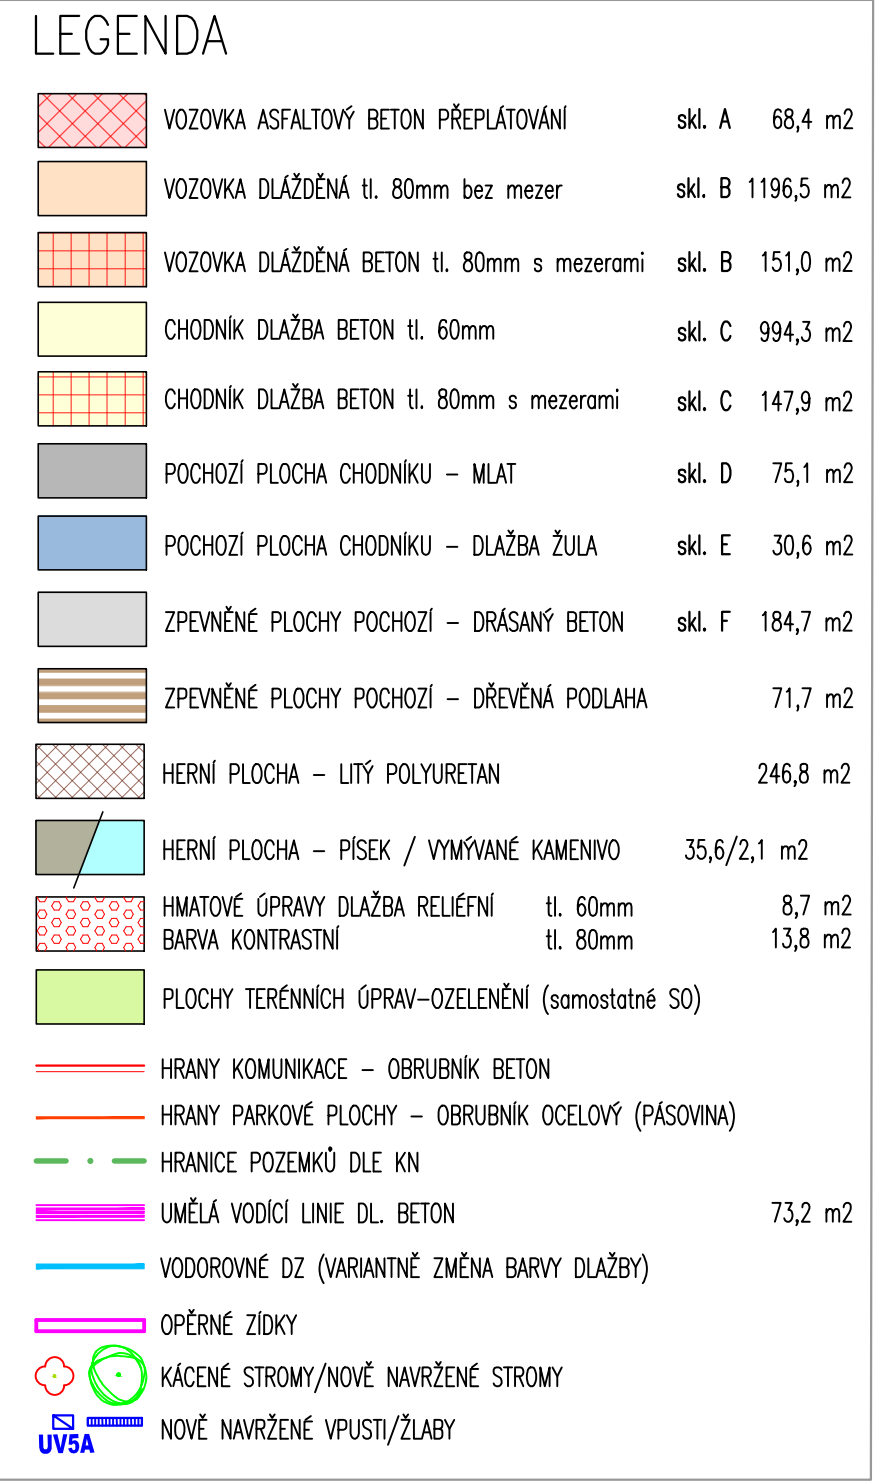 LEGENDA
VOZOVKA ASFALTOVÝ BETON PŘEPLÁTOVÁNÍ skl. A 68,4 m2
VOZOVKA DLÁŽDĚNÁ tl. 80mm bez mezer skl. B 1196,5 m2
VOZOVKA DLÁŽDĚNÁ BETON tl. 80mm s mezerami skl. B 151,0 m2
CHODNÍK DLAŽBA BETON tl. 60mm skl. C 994,3 m2
CHODNÍK DLAŽBA BETON tl. 80mm s mezerami skl. C 147,9 m2
POCHOZÍ PLOCHA CHODNÍKU – MLAT skl. D 75,1 m2
POCHOZÍ PLOCHA CHODNÍKU – DLAŽBA ŽULA skl. E 30,6 m2
ZPEVNĚNÉ PLOCHY POCHOZÍ – DRÁSANÝ BETON skl. F 184,7 m2
ZPEVNĚNÉ PLOCHY POCHOZÍ – DŘEVĚNÁ PODLAHA 71,7 m2
HERNÍ PLOCHA – LITÝ POLYURETAN 246,8 m2
HERNÍ PLOCHA – PÍSEK / VYMÝVANÉ KAMENIVO 35,6/2,1 m2
HMATOVÉ ÚPRAVY DLAŽBA RELIÉFNÍ tl. 60mm 8,7 m2
BARVA KONTRASTNÍ tl. 80mm 13,8 m2
PLOCHY TERÉNNÍCH ÚPRAV–OZELENĚNÍ (samostatné SO)
HRANY KOMUNIKACE – OBRUBNÍK BETON
HRANY PARKOVÉ PLOCHY – OBRUBNÍK OCELOVÝ (PÁSOVINA)
HRANICE POZEMKŮ DLE KN
UMĚLÁ VODÍCÍ LINIE DL. BETON 73,2 m2
VODOROVNÉ DZ (VARIANTNĚ ZMĚNA BARVY DLAŽBY)
OPĚRNÉ ZÍDKY
KÁCENÉ STROMY/NOVĚ NAVRŽENÉ STROMY
UV5A NOVĚ NAVRŽENÉ VPUSTI/ŽLABY